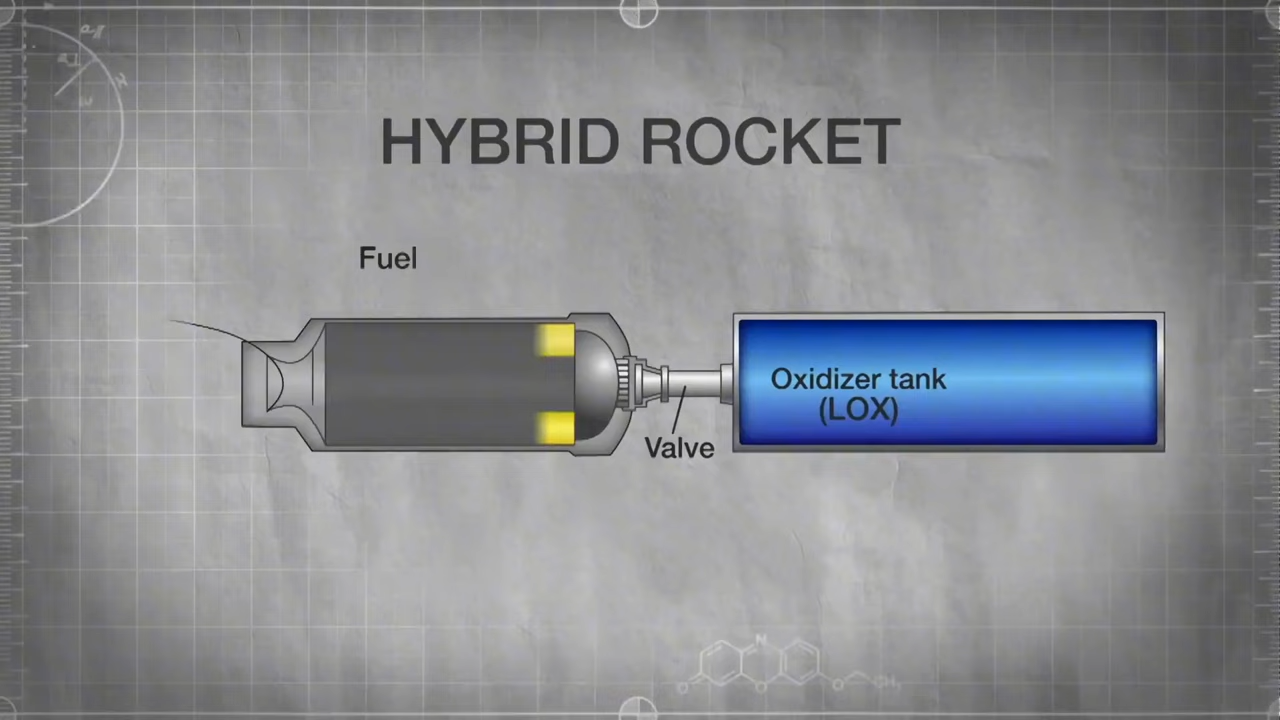 HYBRID ROCKET
Fuel
Oxidizer tank
(LOX)
Valve